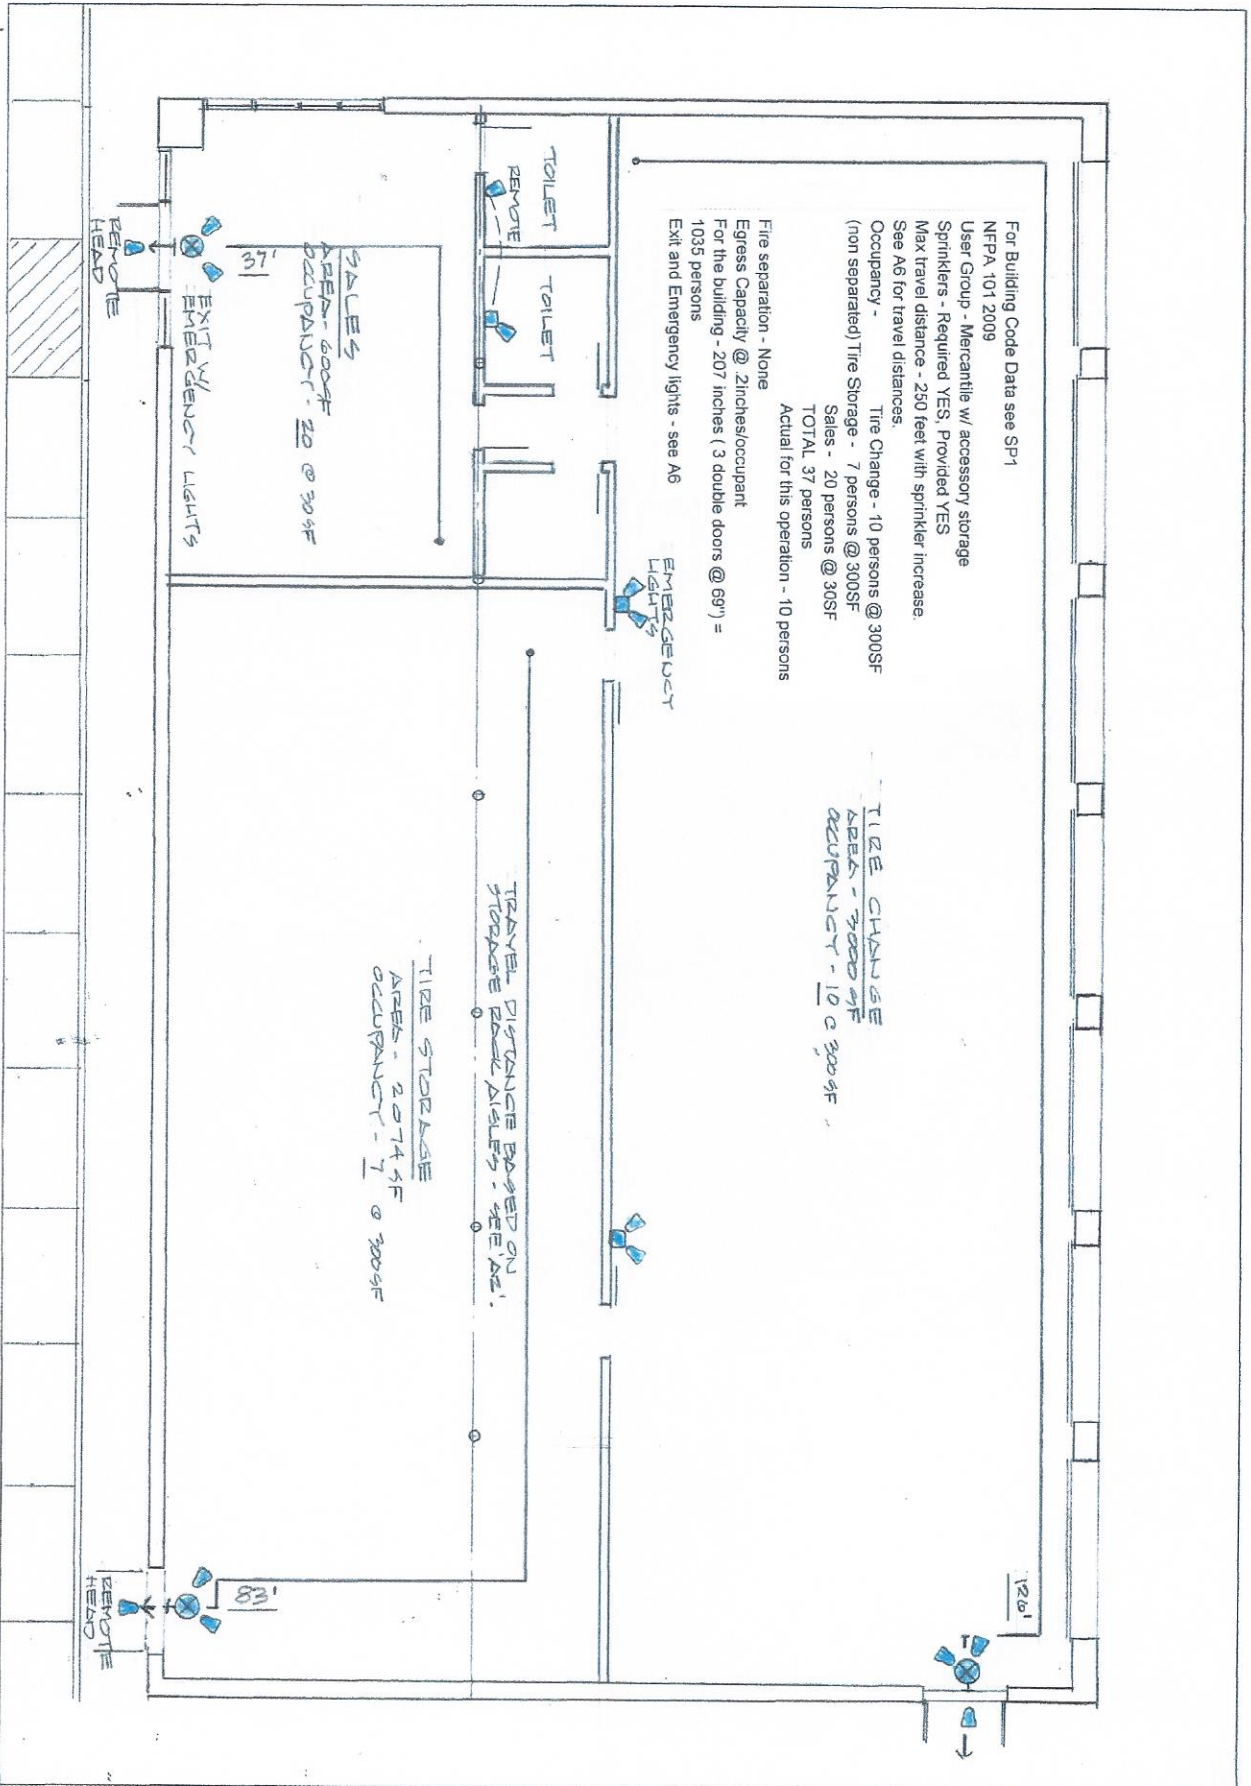 For Building Code Data see SP1
NFPA 101 2009
User Group - Mercantile w/ accessory storage
Sprinklers - Required YES, Provided YES
Max travel distance - 250 feet with sprinkler increase.
See A6 for travel distances.
Occupancy - Tire Change - 10 persons @ 300SF
(non separated) Tire Storage - 7 persons @ 300SF
Sales - 20 persons @ 30SF
TOTAL 37 persons
Actual for this operation - 10 persons
Fire separation - None
Egress Capacity @ .2inches/occupant
For the building - 207 inches ( 3 double doors @ 69") =
1035 persons
Exit and Emergency lights - see A6
126'
TIRE CHANGE
AREA - 3000 SF
OCCUPANCY - 10 @ 300 SF
EMERGENCY
LIGHTS
TOILET
REMOTE
TOILET
TRAVEL DISTANCE BASED ON
STORAGE RACK AISLES - SEE 'A2'.
TIRE STORAGE
AREA - 2074 SF
OCCUPANCY - 7 @ 300SF
SALES
AREA - 600SF
OCCUPANCY - 20 @ 30 SF
37'
83'
EXIT W/
EMERGENCY LIGHTS
REMOTE
HEAD
REMOTE
HEAD